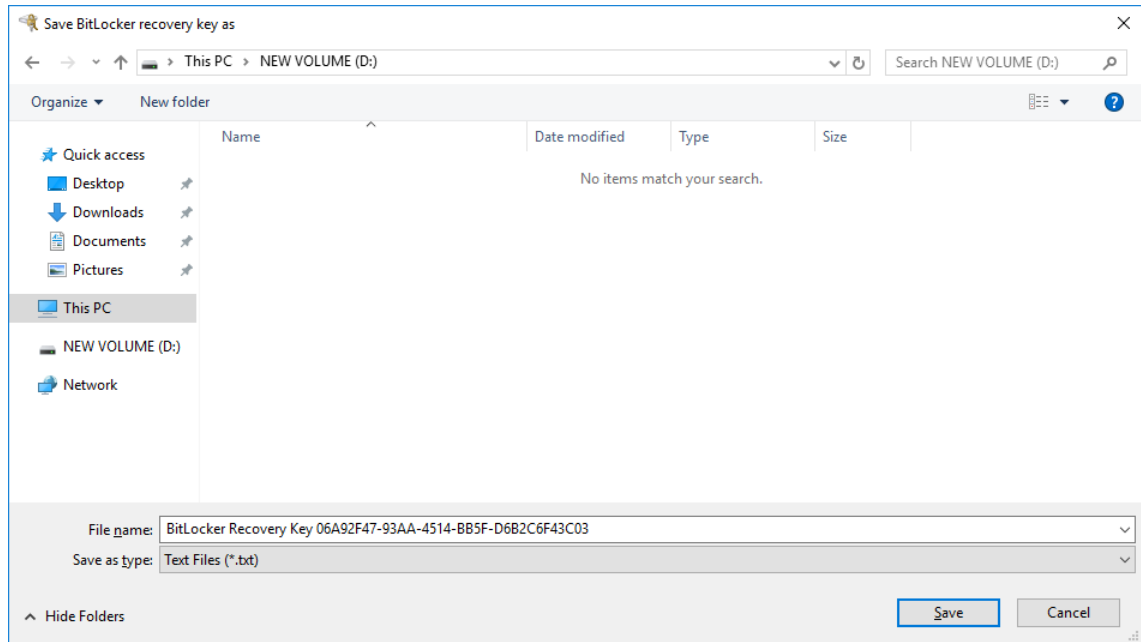 Save BitLocker recovery key as
This PC > NEW VOLUME (D:)
Search NEW VOLUME (D:)
Organize
New folder
?
Name
Date modified
Type
Size
No items match your search.
Quick access
Desktop
Downloads
Documents
Pictures
This PC
NEW VOLUME (D:)
Network
File name: BitLocker Recovery Key 06A92F47-93AA-4514-BB5F-D6B2C6F43C03
Save as type: Text Files (*.txt)
Hide Folders
Save
Cancel